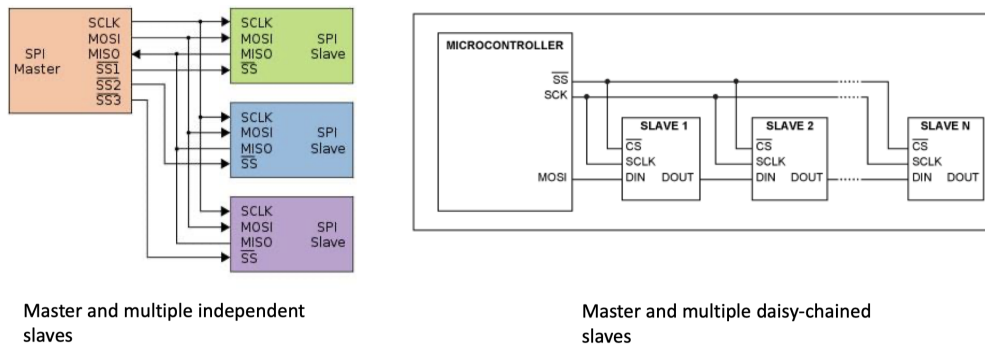 SPI
Master
SCLK
MOSI
MISO
SS1
SS2
SS3
SCLK
MOSI SPI
MISO Slave
SS
SCLK
MOSI SPI
MISO Slave
SS
SCLK
MOSI SPI
MISO Slave
SS
Master and multiple independent
slaves
MICROCONTROLLER
SS
SCK
MOSI
SLAVE 1
CS
SCLK
DIN DOUT
SLAVE 2
CS
SCLK
DIN DOUT
SLAVE N
CS
SCLK
DIN
Master and multiple daisy-chained
slaves